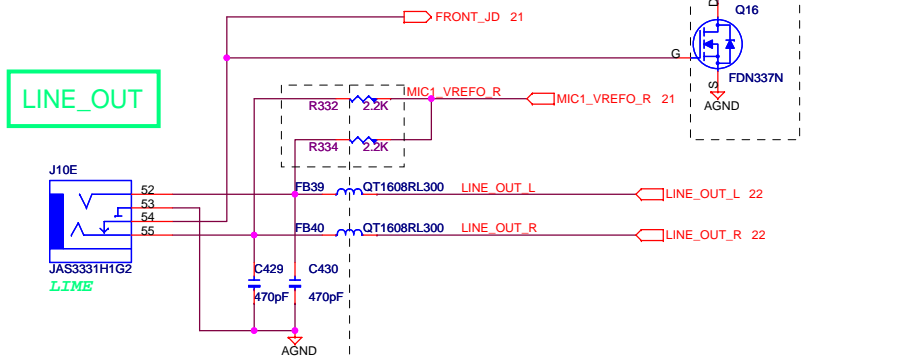 FRONT_JD 21
D
Q16
G
FDN337N
S
AGND
LINE_OUT
MIC1_VREFO_R
R332 2.2K
MIC1_VREFO_R 21
R334 2.2K
J10E
52
53
54
55
FB39 QT1608RL300 LINE_OUT_L
LINE_OUT_L 22
FB40 QT1608RL300 LINE_OUT_R
LINE_OUT_R 22
JAS3331H1G2
LIME
C429
470pF
C430
470pF
AGND